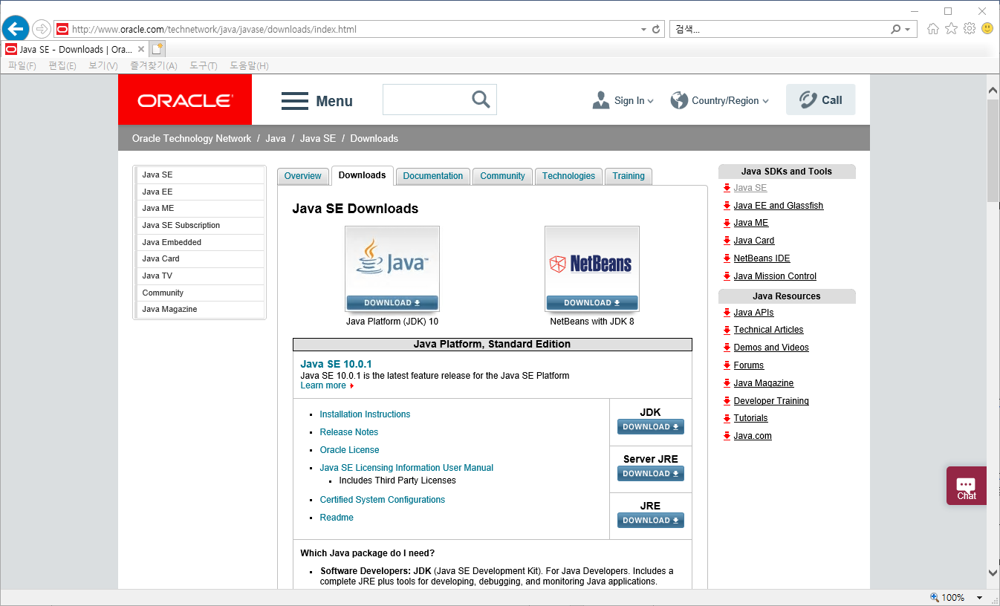 http://www.oracle.com/technetwork/java/javase/downloads/index.html
검색...
Java SE - Downloads | Ora...
파일(F) 편집(E) 보기(V) 즐겨찾기(A) 도구(T) 도움말(H)
ORACLE
Menu
Sign In
Country/Region
Call
Oracle Technology Network / Java / Java SE / Downloads
Java SE
Java EE
Java ME
Java SE Subscription
Java Embedded
Java Card
Java TV
Community
Java Magazine
Overview
Downloads
Documentation
Community
Technologies
Training
Java SE Downloads
Java™
DOWNLOAD
Java Platform (JDK) 10
NetBeans
DOWNLOAD
NetBeans with JDK 8
Java Platform, Standard Edition
Java SE 10.0.1
Java SE 10.0.1 is the latest feature release for the Java SE Platform
Learn more
Installation Instructions
Release Notes
Oracle License
Java SE Licensing Information User Manual
Includes Third Party Licenses
Certified System Configurations
Readme
JDK
DOWNLOAD
Server JRE
DOWNLOAD
JRE
DOWNLOAD
Which Java package do I need?
Software Developers: JDK (Java SE Development Kit). For Java Developers. Includes a
complete JRE plus tools for developing, debugging, and monitoring Java applications.
Java SDKs and Tools
Java SE
Java EE and Glassfish
Java ME
Java Card
NetBeans IDE
Java Mission Control
Java Resources
Java APIs
Technical Articles
Demos and Videos
Forums
Java Magazine
Developer Training
Tutorials
Java.com
Chat
100%